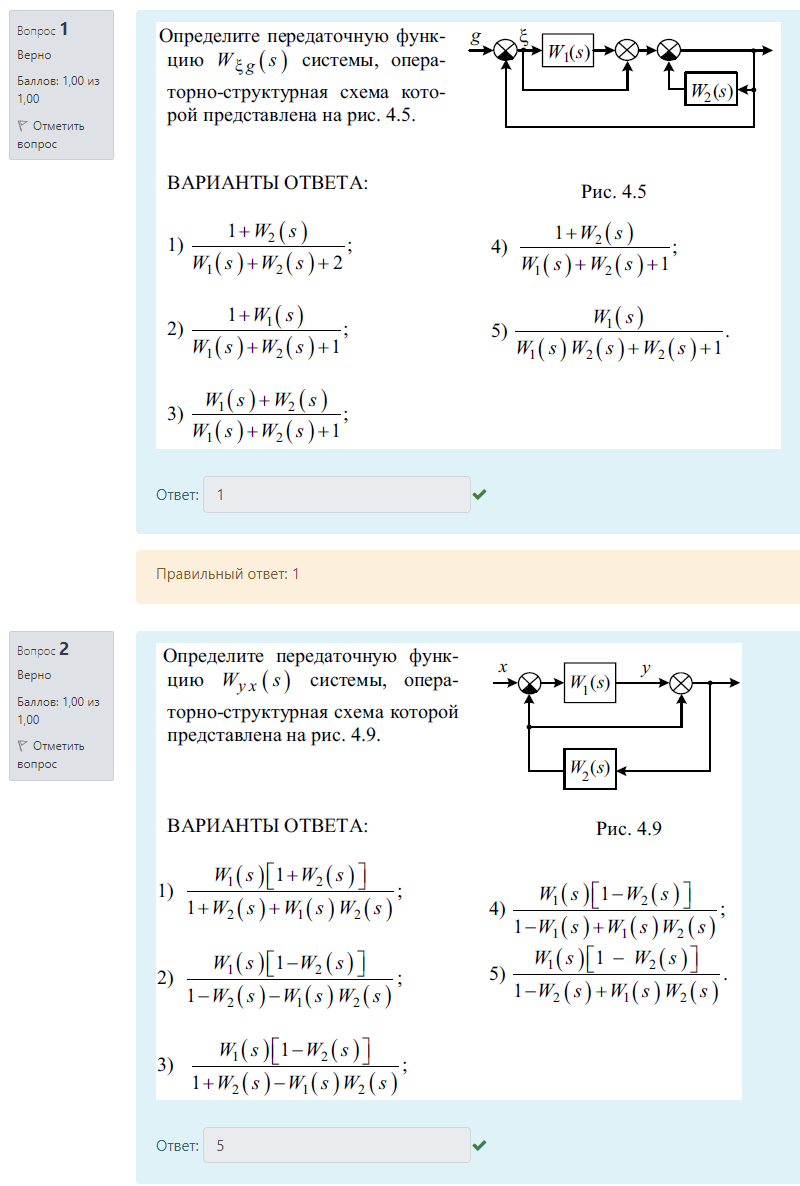 Вопрос 1
Верно
Баллов: 1,00 из
1,00
Отметить
вопрос
Определите передаточную функ-
цию W_ξg(s) системы, опера-
торно-структурная схема кото-
рой представлена на рис. 4.5.
g
ξ
W₁(s)
W₂(s)
ВАРИАНТЫ ОТВЕТА:
Рис. 4.5
1) (1+W₂(s))/(W₁(s)+W₂(s)+2);
4) (1+W₂(s))/(W₁(s)+W₂(s)+1);
2) (1+W₁(s))/(W₁(s)+W₂(s)+1);
5) W₁(s)/(W₁(s)W₂(s)+W₂(s)+1).
3) (W₁(s)+W₂(s))/(W₁(s)+W₂(s)+1);
Ответ: 1
Правильный ответ: 1
Вопрос 2
Верно
Баллов: 1,00 из
1,00
Отметить
вопрос
Определите передаточную функ-
цию W_yx(s) системы, опера-
торно-структурная схема которой
представлена на рис. 4.9.
x
W₁(s)
y
W₂(s)
ВАРИАНТЫ ОТВЕТА:
Рис. 4.9
1) W₁(s)[1+W₂(s)]/(1+W₂(s)+W₁(s)W₂(s));
4) W₁(s)[1−W₂(s)]/(1−W₁(s)+W₁(s)W₂(s));
2) W₁(s)[1−W₂(s)]/(1−W₂(s)−W₁(s)W₂(s));
5) W₁(s)[1 − W₂(s)]/(1−W₂(s)+W₁(s)W₂(s)).
3) W₁(s)[1−W₂(s)]/(1+W₂(s)−W₁(s)W₂(s));
Ответ: 5